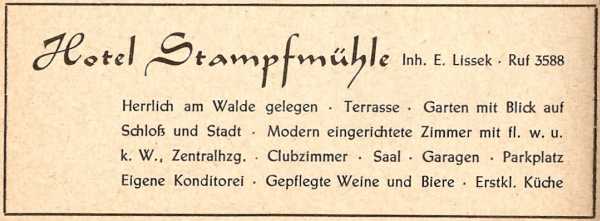 Hotel Stampfmühle Inh. E. Lissek · Ruf 3588
Herrlich am Walde gelegen · Terrasse · Garten mit Blick auf
Schloß und Stadt · Modern eingerichtete Zimmer mit fl. w. u.
k. W., Zentralhzg. · Clubzimmer · Saal · Garagen · Parkplatz
Eigene Konditorei · Gepflegte Weine und Biere · Erstkl. Küche